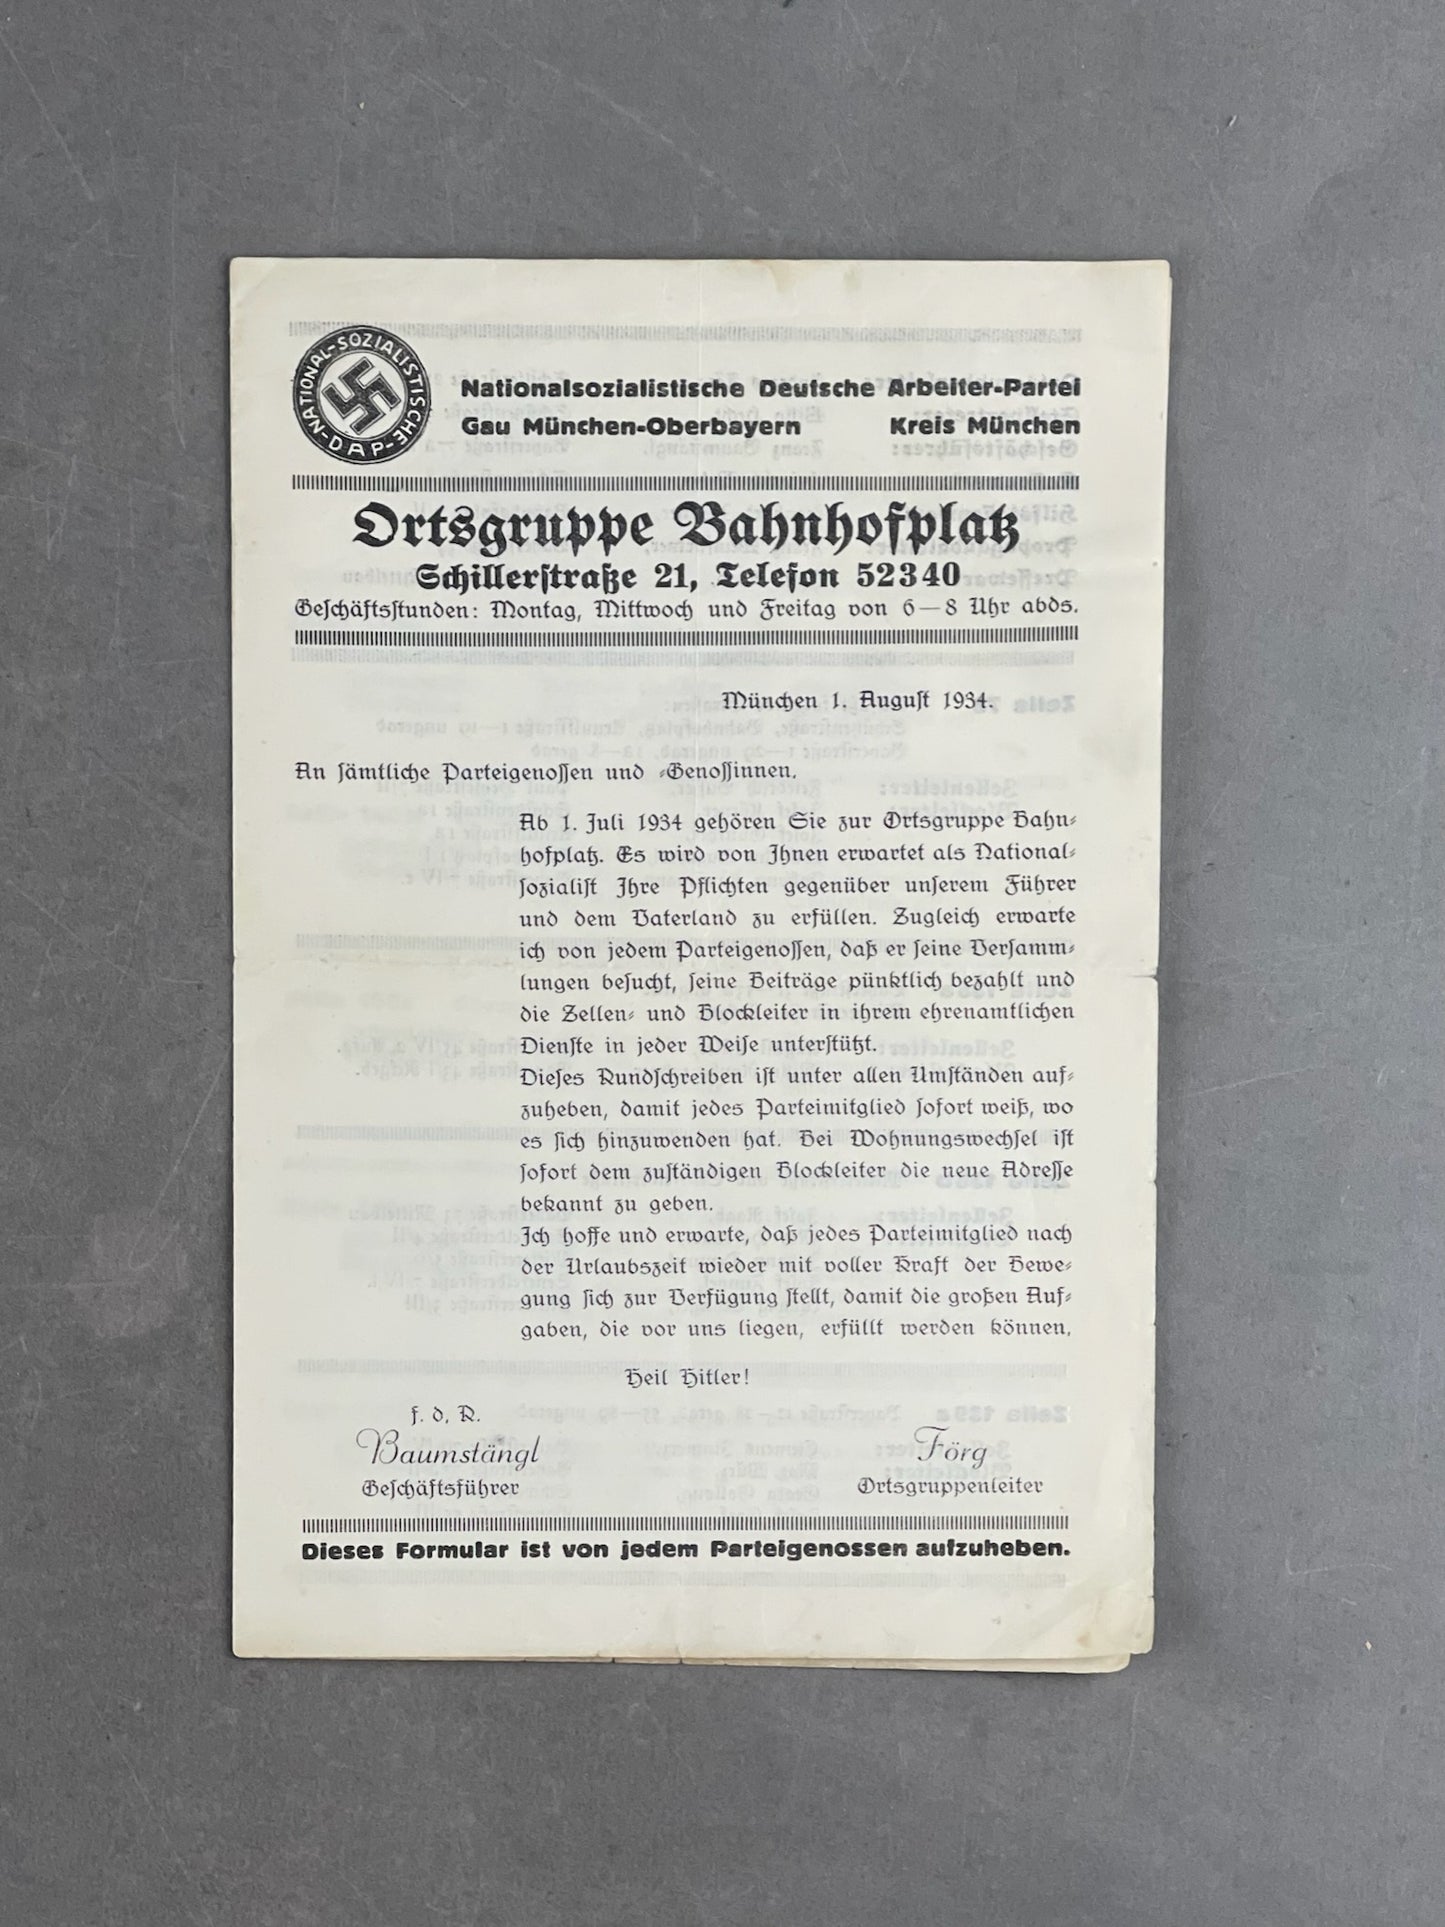 NATIONAL-SOZIALISTISCHE-D.A.P-
Nationalsozialistische Deutsche Arbeiter-Partei
Gau München-Oberbayern Kreis München
Ortsgruppe Bahnhofplatz
Schillerstraße 21, Telefon 52340
Geschäftsstunden: Montag, Mittwoch und Freitag von 6—8 Uhr abds.
München 1. August 1934.
An sämtliche Parteigenossen und -Genossinnen.
Ab 1. Juli 1934 gehören Sie zur Ortsgruppe Bahn-
hofplatz. Es wird von Ihnen erwartet als National-
sozialist Ihre Pflichten gegenüber unserem Führer
und dem Vaterland zu erfüllen. Zugleich erwarte
ich von jedem Parteigenossen, daß er seine Versamm-
lungen besucht, seine Beiträge pünktlich bezahlt und
die Zellen- und Blockleiter in ihrem ehrenamtlichen
Dienste in jeder Weise unterstützt.
Dieses Rundschreiben ist unter allen Umständen auf-
zuheben, damit jedes Parteimitglied sofort weiß, wo
es sich hinzuwenden hat. Bei Wohnungswechsel ist
sofort dem zuständigen Blockleiter die neue Adresse
bekannt zu geben.
Ich hoffe und erwarte, daß jedes Parteimitglied nach
der Urlaubszeit wieder mit voller Kraft der Bewe-
gung sich zur Verfügung stellt, damit die großen Auf-
gaben, die vor uns liegen, erfüllt werden können.
Heil Hitler!
f. d. R.
Baumstängl Förg
Geschäftsführer Ortsgruppenleiter
Dieses Formular ist von jedem Parteigenossen aufzuheben.